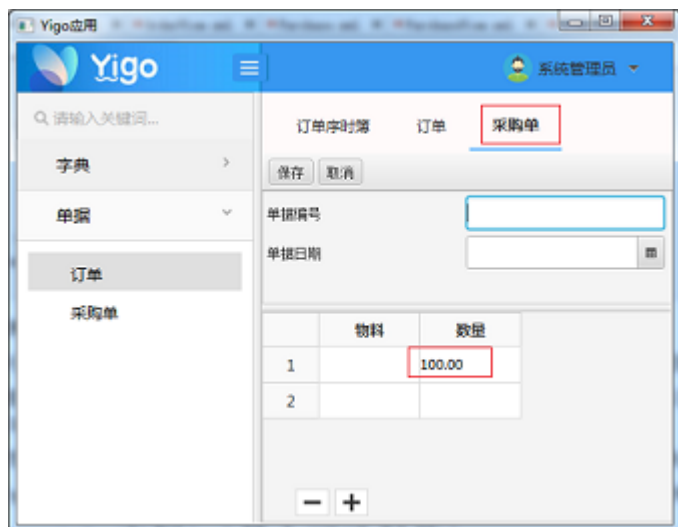 Yigo应用
Yigo
系统管理员
请输入关键词...
字典
单据
订单
采购单
订单序时簿 订单 采购单
保存 取消
单据编号
单据日期
物料 数量
1 100.00
2